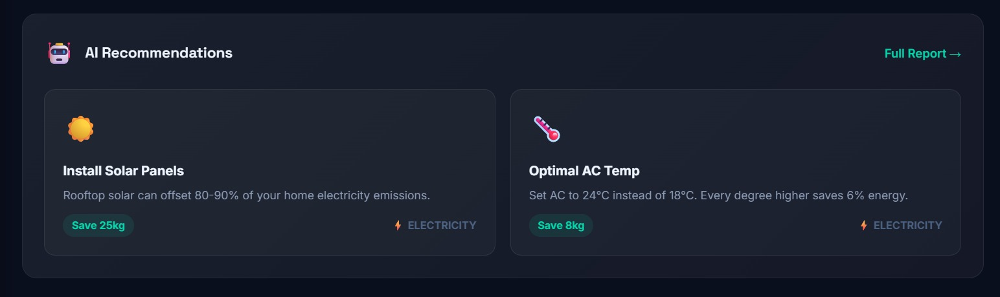 AI Recommendations
Full Report →
Install Solar Panels
Rooftop solar can offset 80-90% of your home electricity emissions.
Save 25kg
ELECTRICITY
Optimal AC Temp
Set AC to 24°C instead of 18°C. Every degree higher saves 6% energy.
Save 8kg
ELECTRICITY